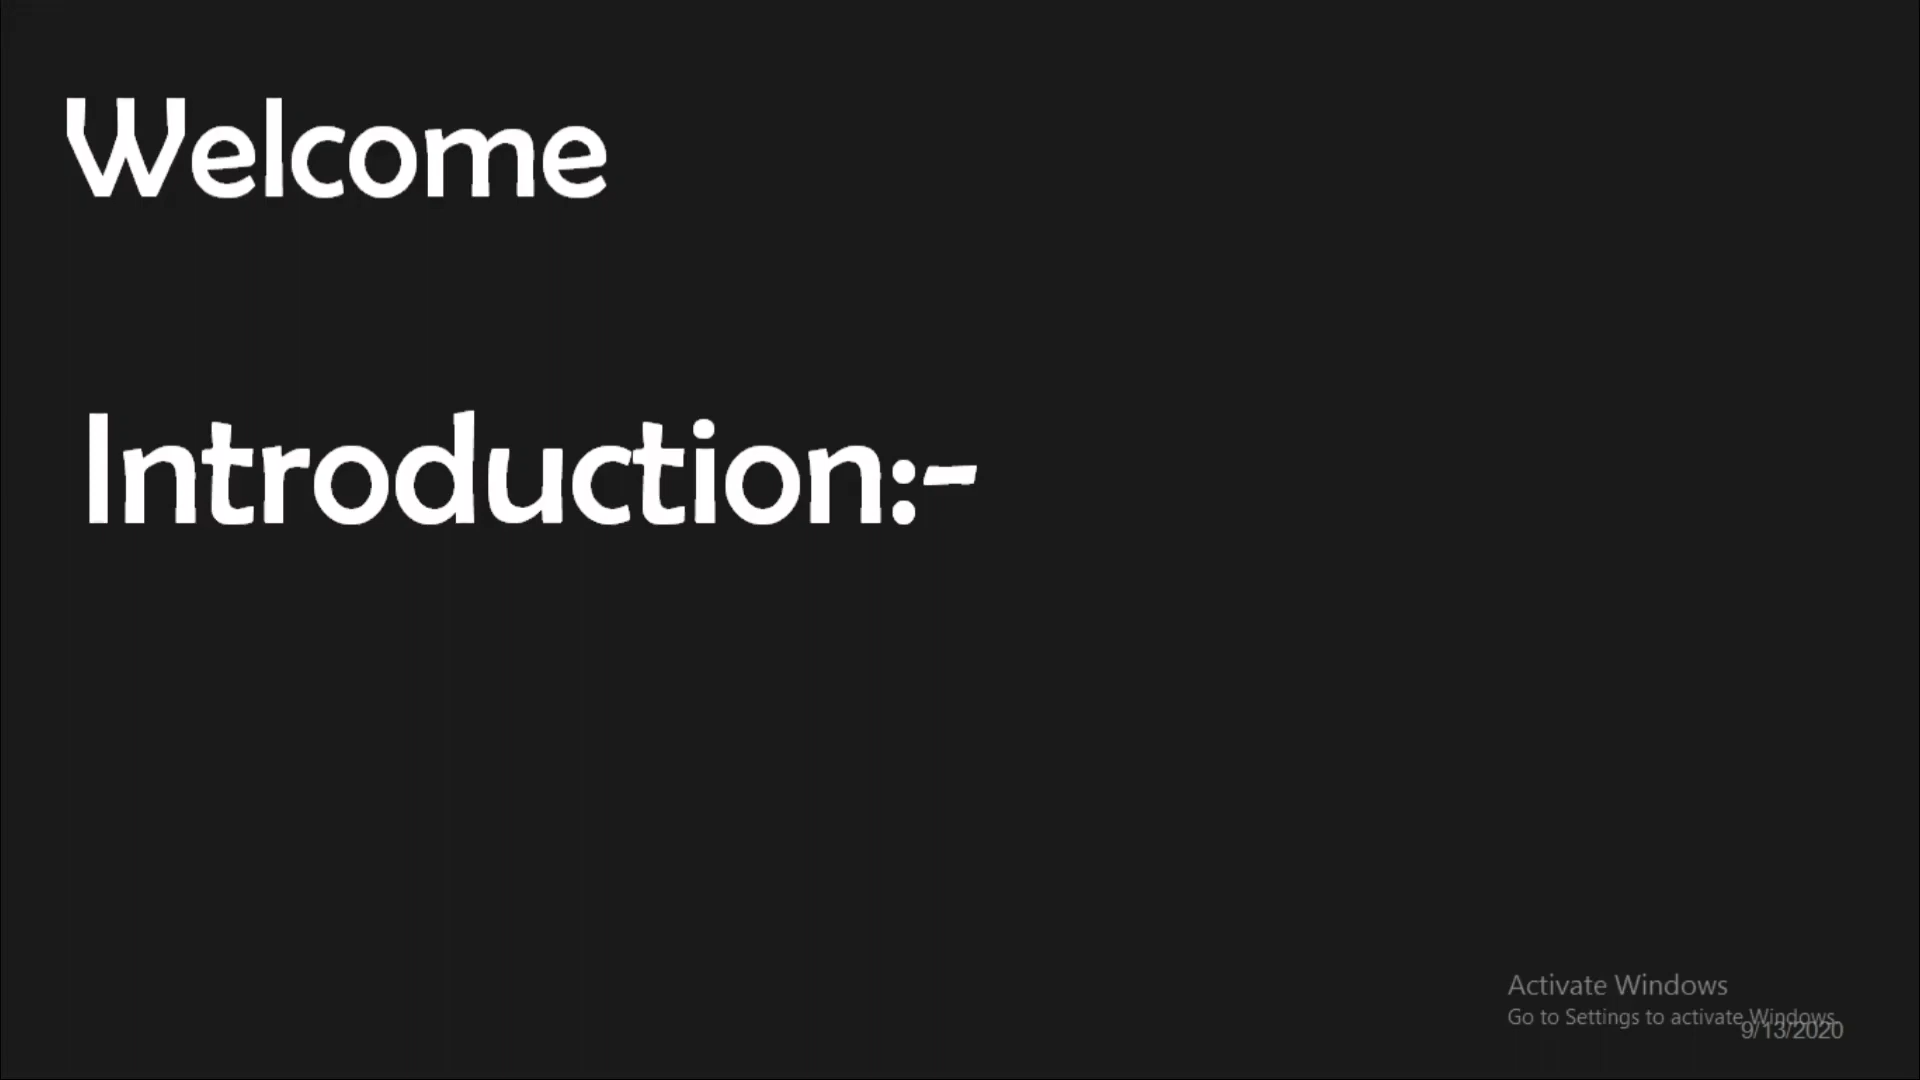 Welcome
Introduction:-
Activate Windows
Go to Settings to activate Windows.
9/13/2020